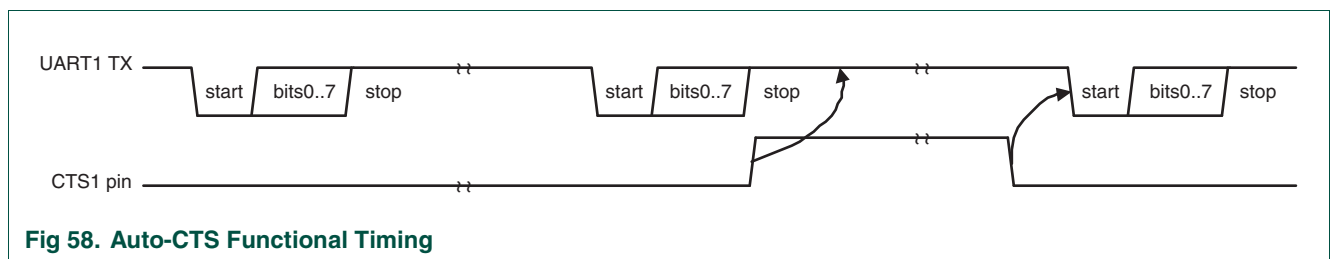 UART1 TX
start bits0..7 stop start bits0..7 stop start bits0..7 stop
CTS1 pin
Fig 58. Auto-CTS Functional Timing